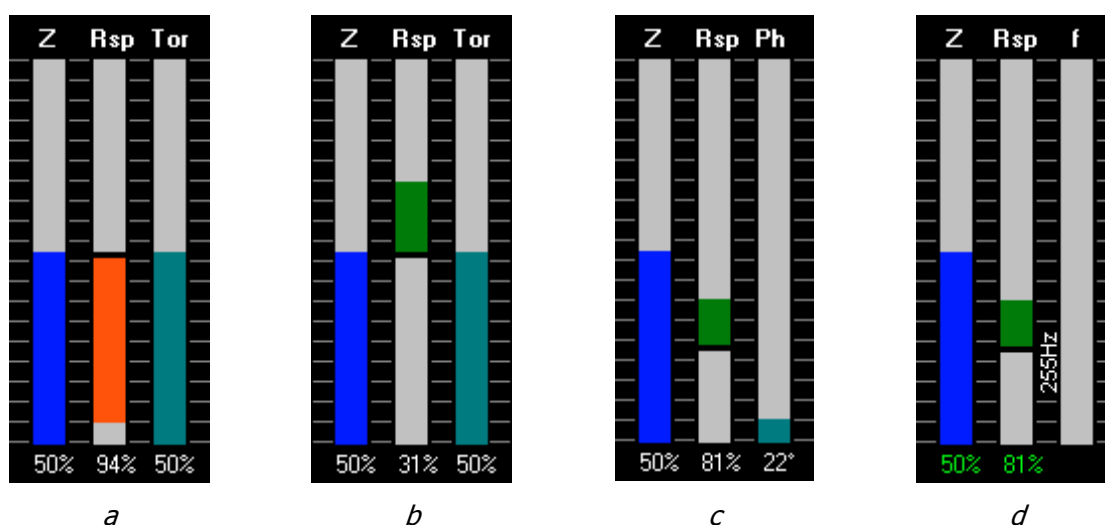 Z Rsp Tor
50% 94% 50%
a
Z Rsp Tor
50% 31% 50%
b
Z Rsp Ph
50% 81% 22°
c
Z Rsp f
255Hz
50% 81%
d